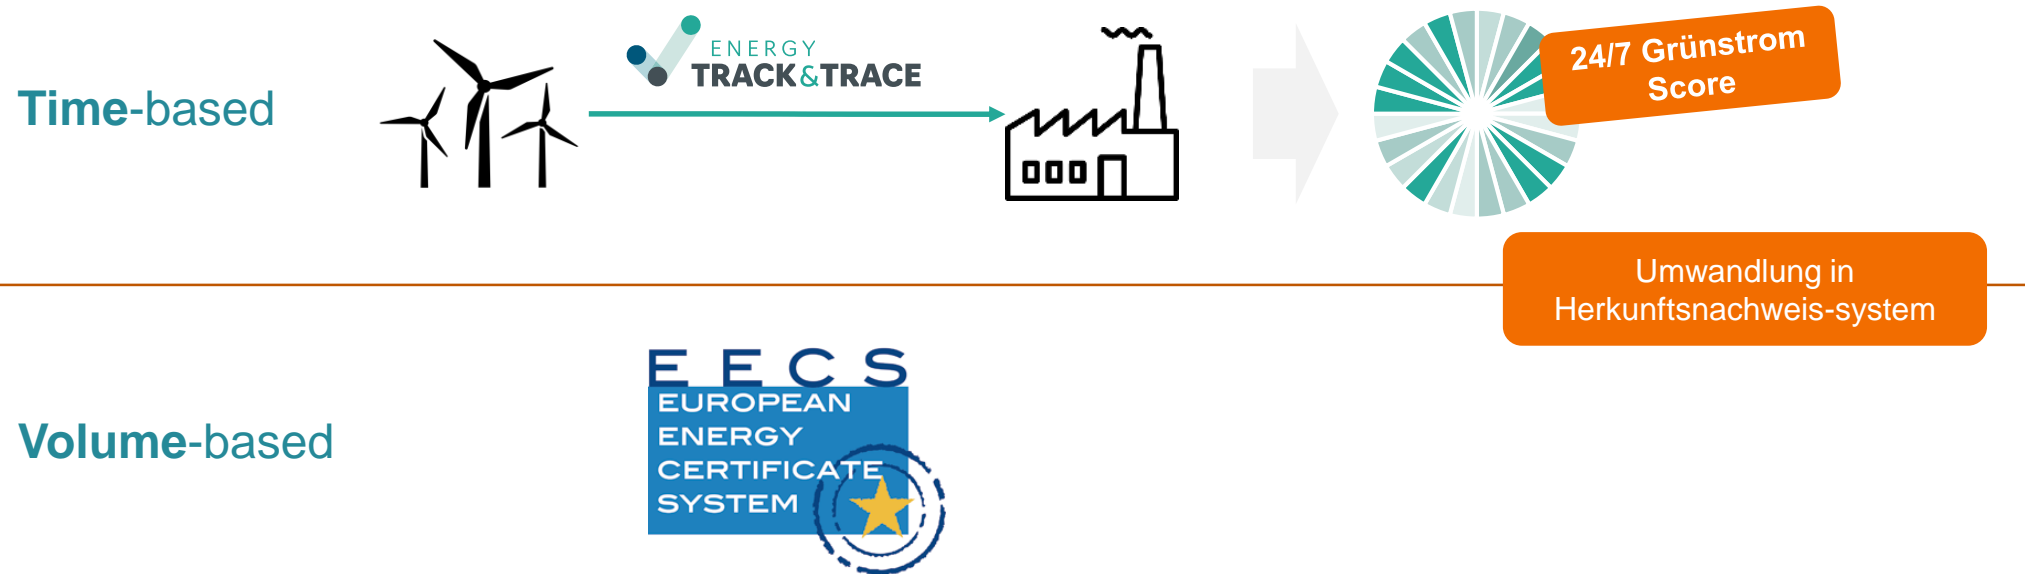 ENERGY
TRACK&TRACE
24/7 Grünstrom
Score
Time-based
Umwandlung in
Herkunftsnachweis-system
EECS
EUROPEAN
ENERGY
CERTIFICATE
SYSTEM
Volume-based